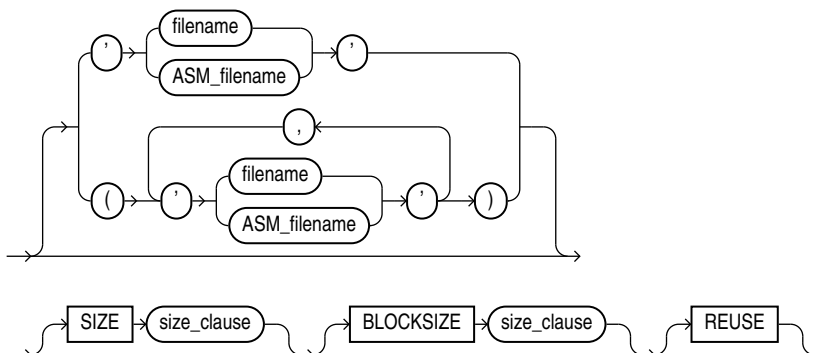 filename
' '
ASM_filename
,
filename
( ' ' )
ASM_filename
SIZE size_clause BLOCKSIZE size_clause REUSE